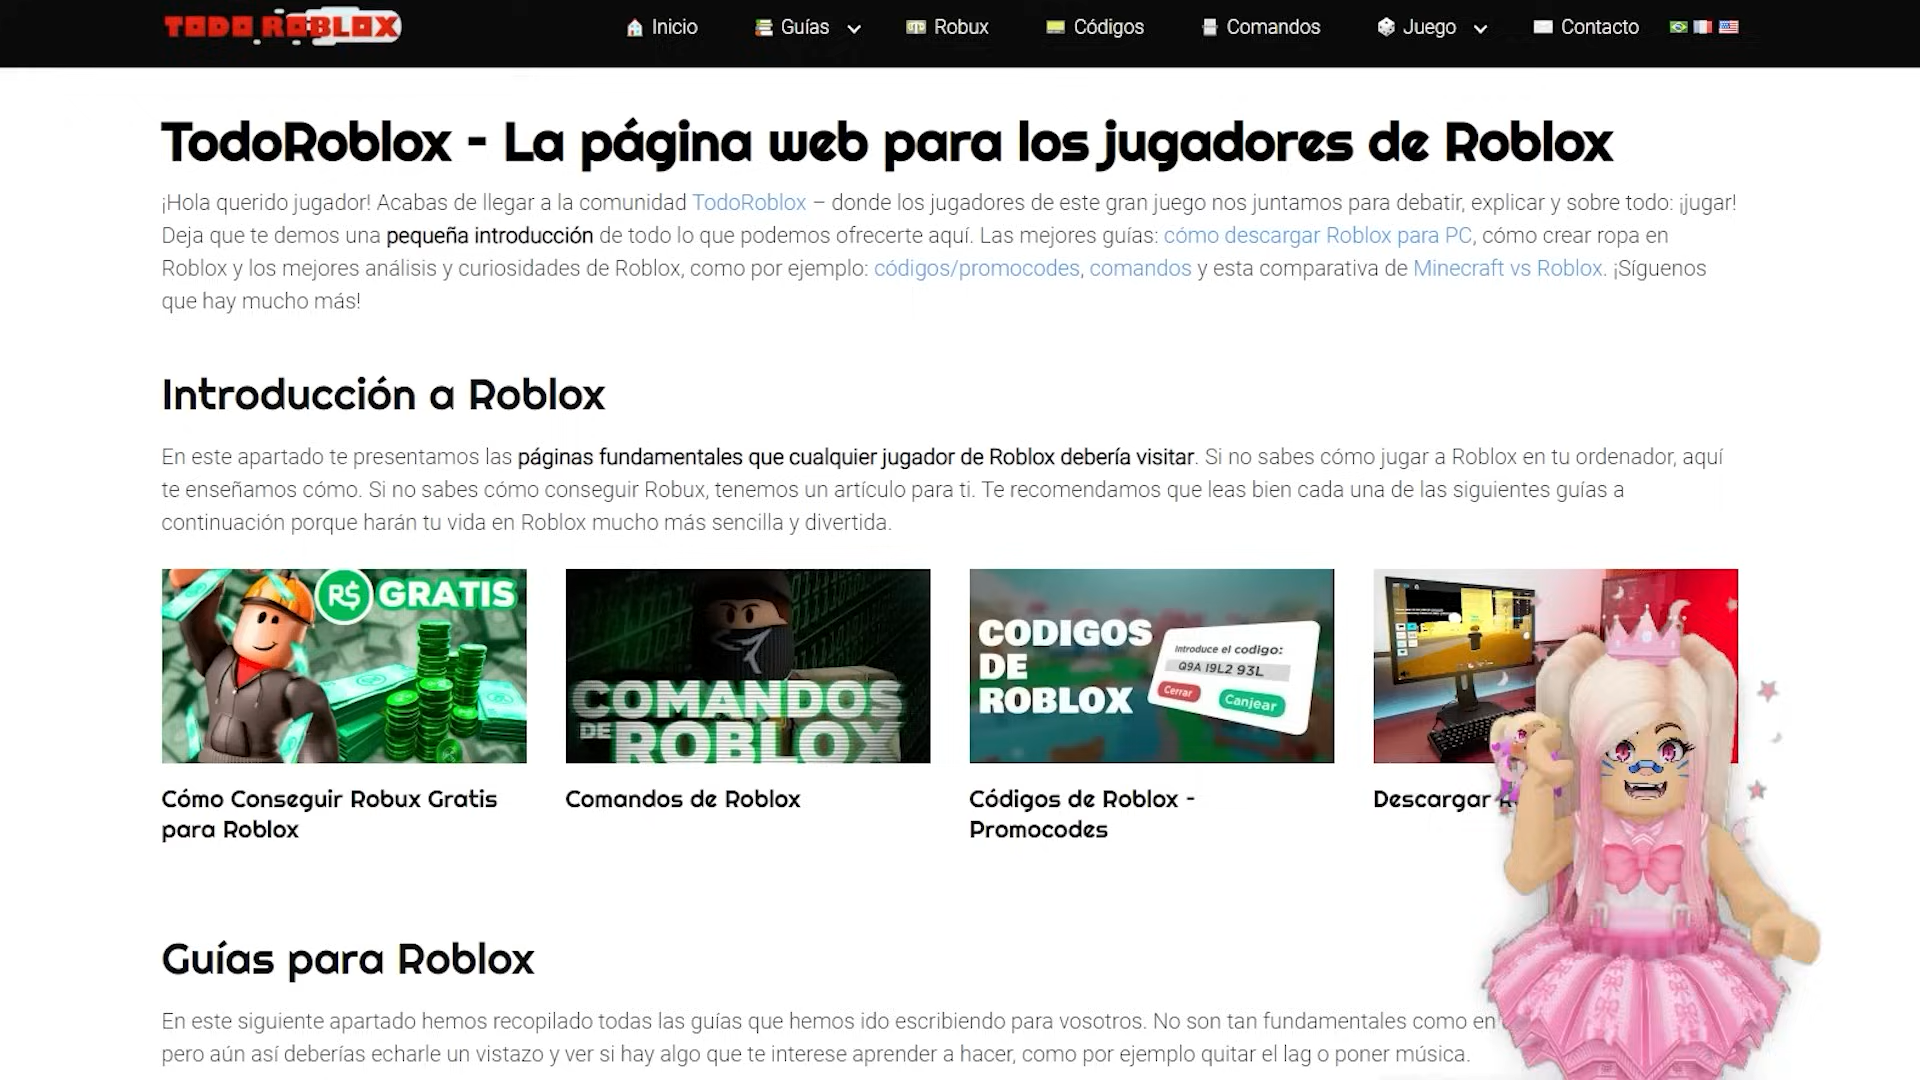 TODO ROBLOX
Inicio
Guías
Robux
Códigos
Comandos
Juego
Contacto
TodoRoblox - La página web para los jugadores de Roblox
¡Hola querido jugador! Acabas de llegar a la comunidad TodoRoblox – donde los jugadores de este gran juego nos juntamos para debatir, explicar y sobre todo: ¡jugar!
Deja que te demos una pequeña introducción de todo lo que podemos ofrecerte aquí. Las mejores guías: cómo descargar Roblox para PC, cómo crear ropa en
Roblox y los mejores análisis y curiosidades de Roblox, como por ejemplo: códigos/promocodes, comandos y esta comparativa de Minecraft vs Roblox. ¡Síguenos
que hay mucho más!
Introducción a Roblox
En este apartado te presentamos las páginas fundamentales que cualquier jugador de Roblox debería visitar. Si no sabes cómo jugar a Roblox en tu ordenador, aquí
te enseñamos cómo. Si no sabes cómo conseguir Robux, tenemos un artículo para ti. Te recomendamos que leas bien cada una de las siguientes guías a
continuación porque harán tu vida en Roblox mucho más sencilla y divertida.
R$ GRATIS
COMANDOS
DE ROBLOX
CODIGOS
DE
ROBLOX
Introduce el codigo:
Q9A I9L2 93L
Cerrar
Canjear
Cómo Conseguir Robux Gratis
para Roblox
Comandos de Roblox
Códigos de Roblox -
Promocodes
Descargar
Guías para Roblox
En este siguiente apartado hemos recopilado todas las guías que hemos ido escribiendo para vosotros. No son tan fundamentales como en
pero aún así deberías echarle un vistazo y ver si hay algo que te interese aprender a hacer, como por ejemplo quitar el lag o poner música.